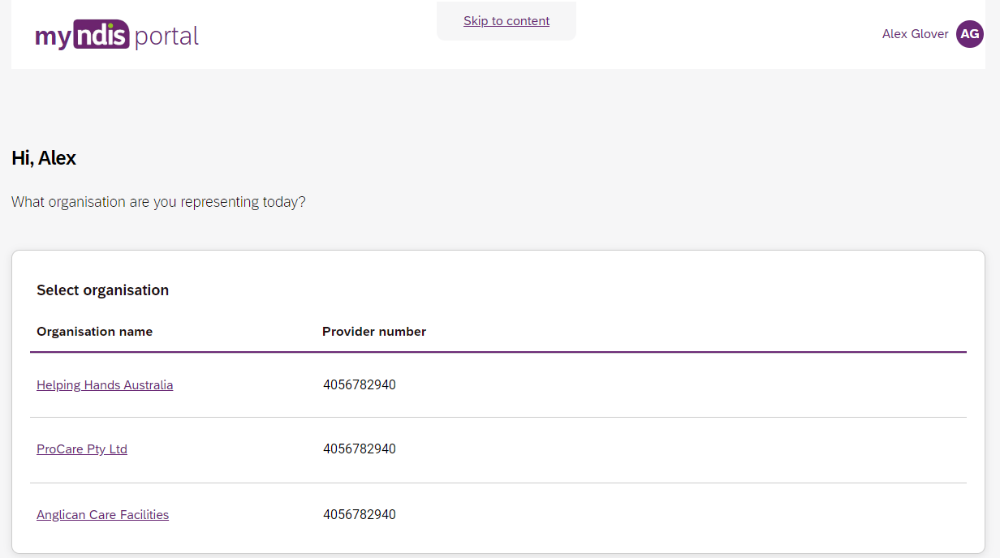 myndis portal
Skip to content
Alex Glover AG
Hi, Alex
What organisation are you representing today?
Select organisation
Organisation name Provider number
Helping Hands Australia 4056782940
ProCare Pty Ltd 4056782940
Anglican Care Facilities 4056782940